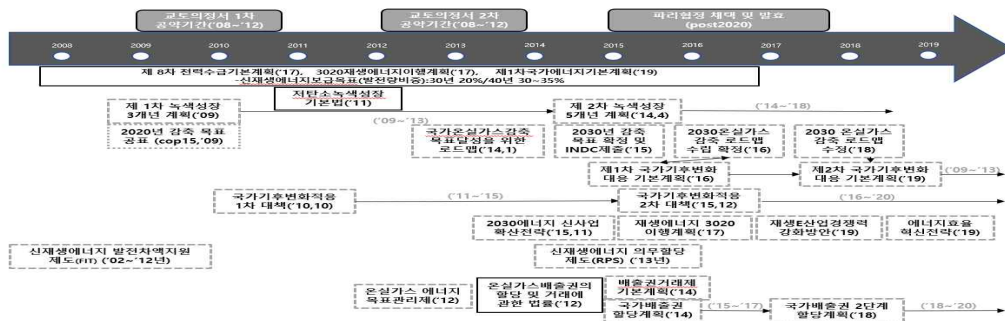 교토의정서 1차
공약기간('08~'12)
교토의정서 2차
공약기간('08~'12)
파리협정 채택 및 발효
(post2020)
2008 2009 2010 2011 2012 2013 2014 2015 2016 2017 2018 2019
제 8차 전력수급기본계획('17), 3020재생에너지이행계획('17), 제1차국가에너지기본계획('19)
-신재생에너지보급목표(발전량비중):30년 20%/40년 30~35%
저탄소녹색성장
기본법('11)
제 1차 녹색성장
3개년 계획('09)
('09~'13)
제 2차 녹색성장
5개년 계획('14,4)
('14~'18)
2020년 감축 목표
공표 (cop15,'09)
국가온실가스감축
목표달성을 위한
로드맵('14,1)
2030년 감축
목표 확정 및
INDC제출('15)
2030온실가스
감축 로드맵
수립 확정('16)
2030 온실가스
감축 로드맵
수정('18)
제1차 국가기후변화
대응 기본계획('16)
제2차 국가기후변화
대응 기본계획('19)
('09~'13)
국가기후변화적응
1차 대책('10,10)
('11~'15)
국가기후변화적응
2차 대책('15,12)
('16~'20)
2030에너지 신사업
확산전략('15,11)
재생에너지 3020
이행계획('17)
재생E산업경쟁력
강화방안('19)
에너지효율
혁신전략('19)
신재생에너지 발전차액지원
제도(FIT) ('02~'12년)
신재생에너지 의무할당
제도(RPS) ('13년)
온실가스 에너지
목표관리제('12)
온실가스배출권의
할당 및 거래에
관한 법률('12)
배출권거래제
기본계획('14)
국가배출권
할당계획('14)
('15~'17)
국가배출권 2단계
할당계획('18)
('18~'20)